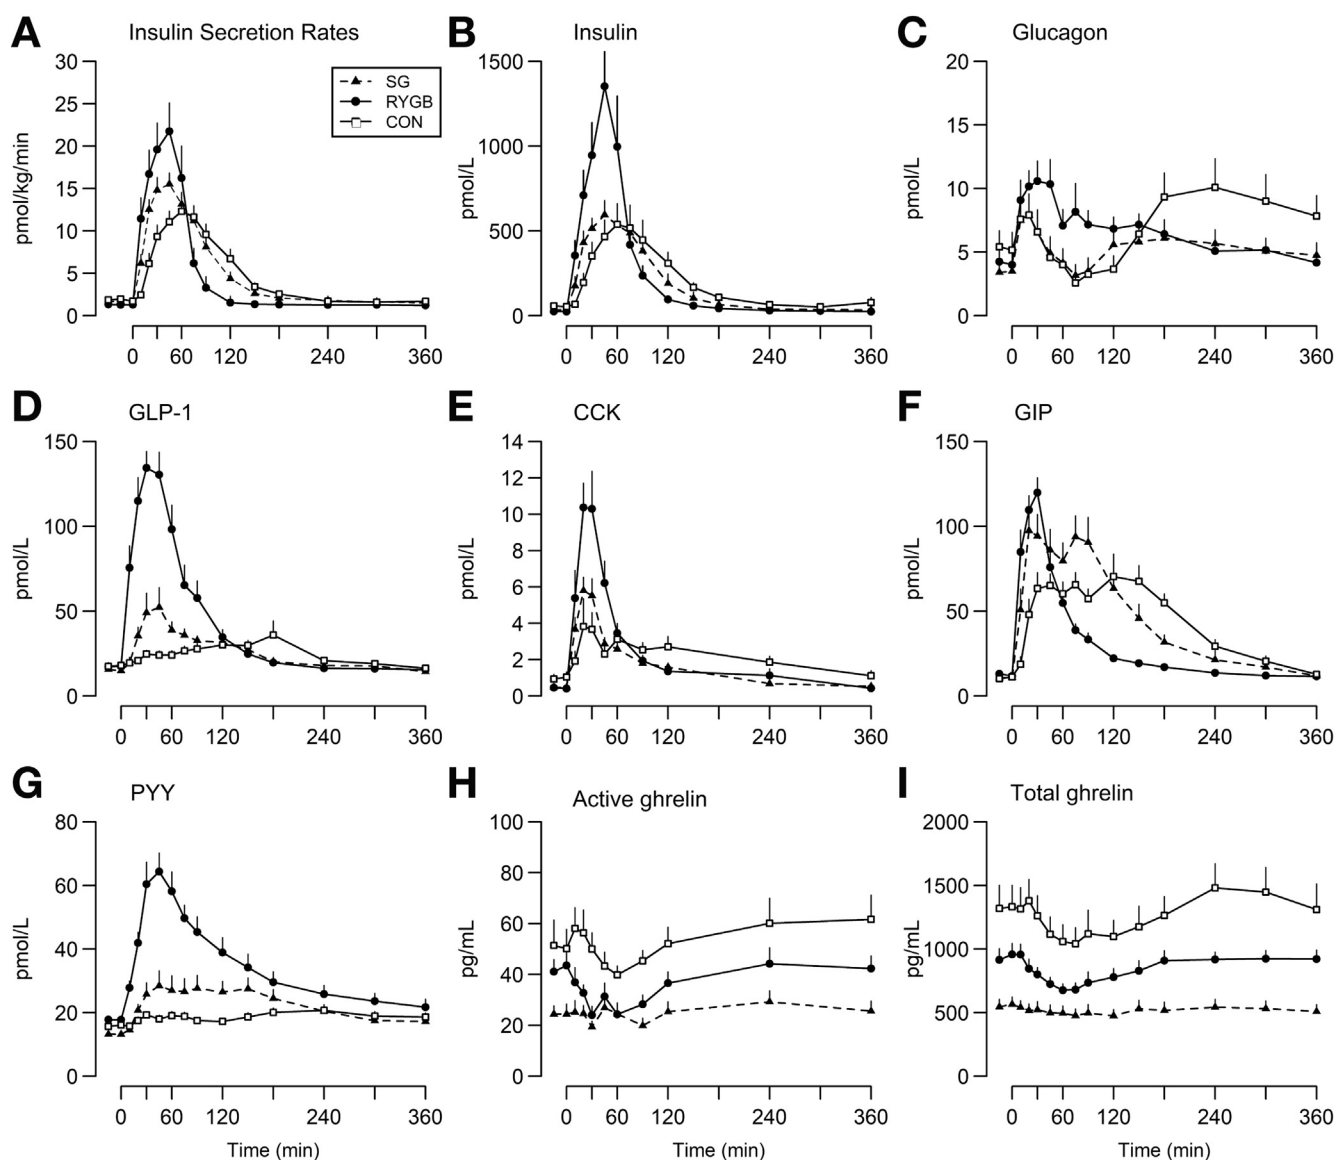 A Insulin Secretion Rates
B Insulin
C Glucagon
pmol/kg/min
30
25
20
15
10
5
0
SG
RYGB
CON
0 60 120 240 360
pmol/L
1500
1000
500
0
0 60 120 240 360
pmol/L
20
15
10
5
0
0 60 120 240 360
D GLP-1
E CCK
F GIP
pmol/L
150
100
50
0
0 60 120 240 360
pmol/L
14
12
10
8
6
4
2
0
0 60 120 240 360
pmol/L
150
100
50
0
0 60 120 240 360
G PYY
H Active ghrelin
I Total ghrelin
pmol/L
80
60
40
20
0
0 60 120 240 360
Time (min)
pg/mL
100
80
60
40
20
0
0 60 120 240 360
Time (min)
pg/mL
2000
1500
1000
500
0
0 60 120 240 360
Time (min)